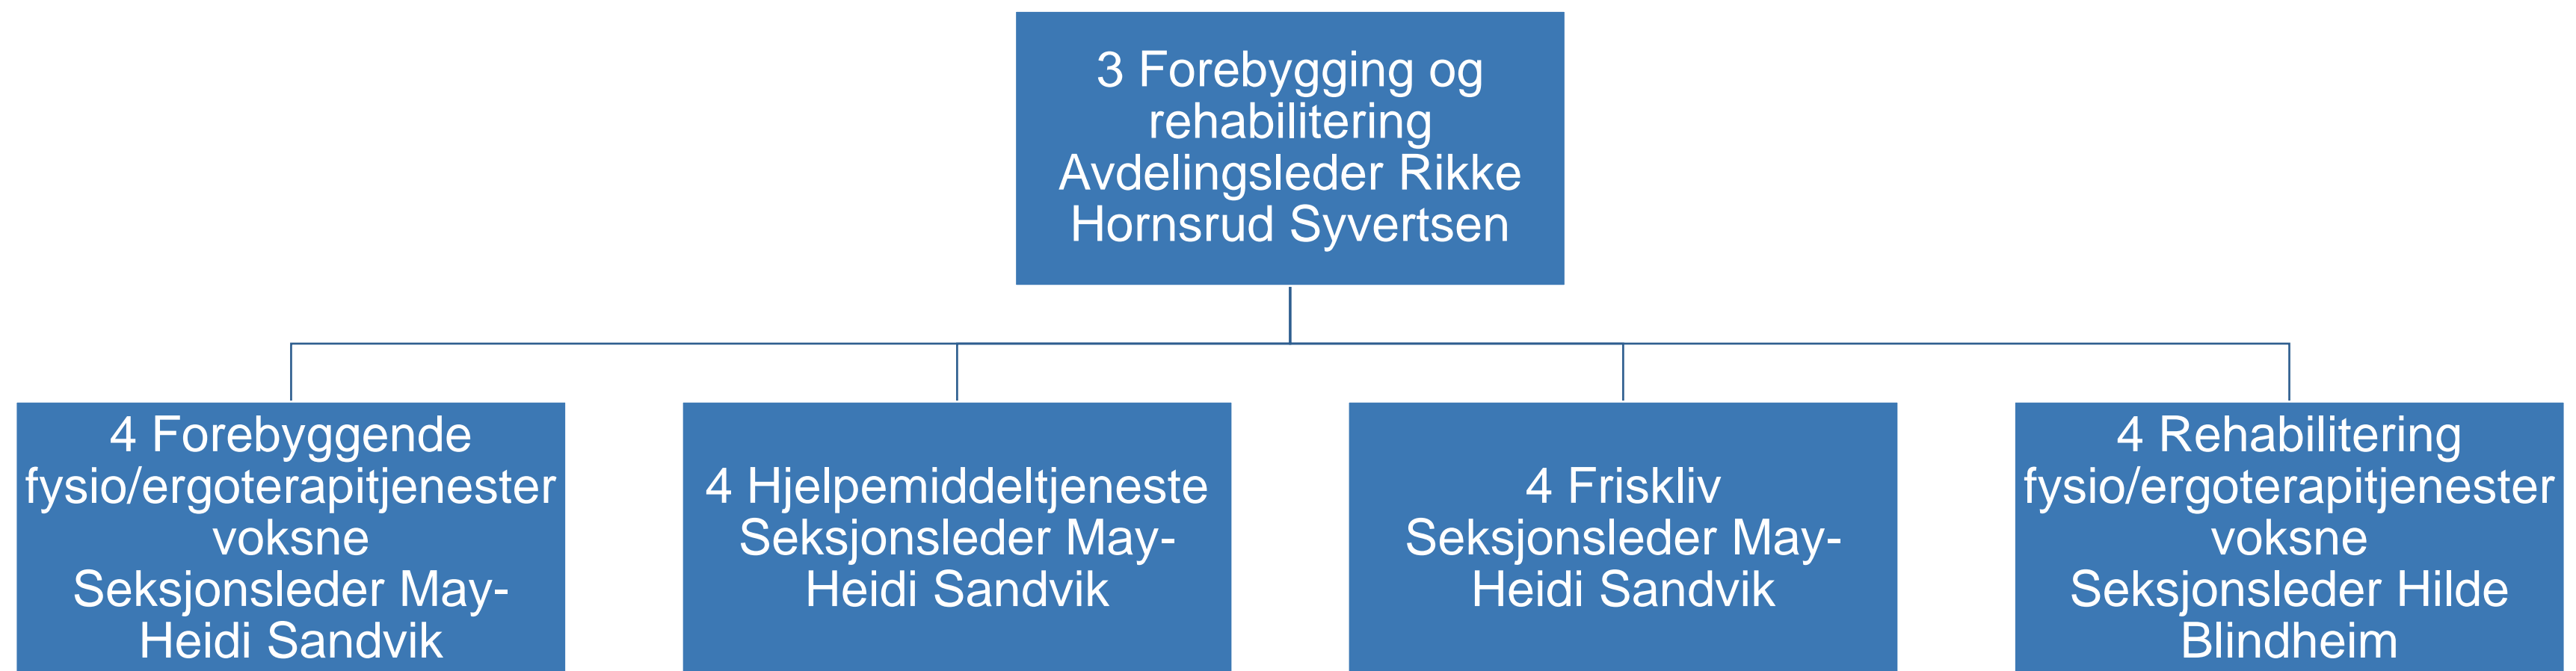 3 Forebygging og
rehabilitering
Avdelingsleder Rikke
Hornsrud Syvertsen
4 Forebyggende
fysio/ergoterapitjenester
voksne
Seksjonsleder May-
Heidi Sandvik
4 Hjelpemiddeltjeneste
Seksjonsleder May-
Heidi Sandvik
4 Friskliv
Seksjonsleder May-
Heidi Sandvik
4 Rehabilitering
fysio/ergoterapitjenester
voksne
Seksjonsleder Hilde
Blindheim